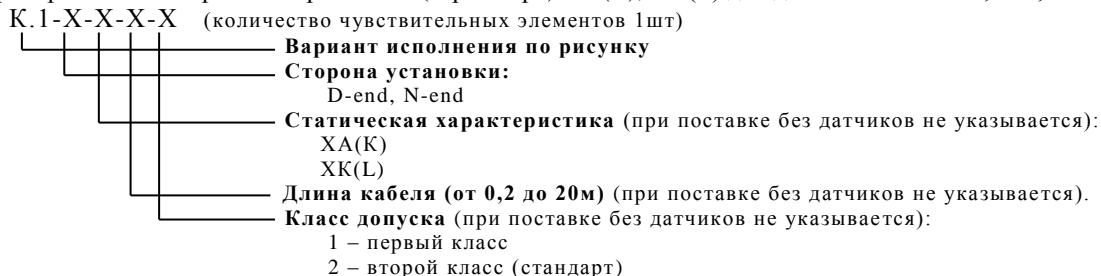 К.1-Х-Х-Х-Х (количество чувствительных элементов 1шт)
Вариант исполнения по рисунку
Сторона установки:
D-end, N-end
Статическая характеристика (при поставке без датчиков не указывается):
ХА(К)
ХК(L)
Длина кабеля (от 0,2 до 20м) (при поставке без датчиков не указывается).
Класс допуска (при поставке без датчиков не указывается):
1 – первый класс
2 – второй класс (стандарт)